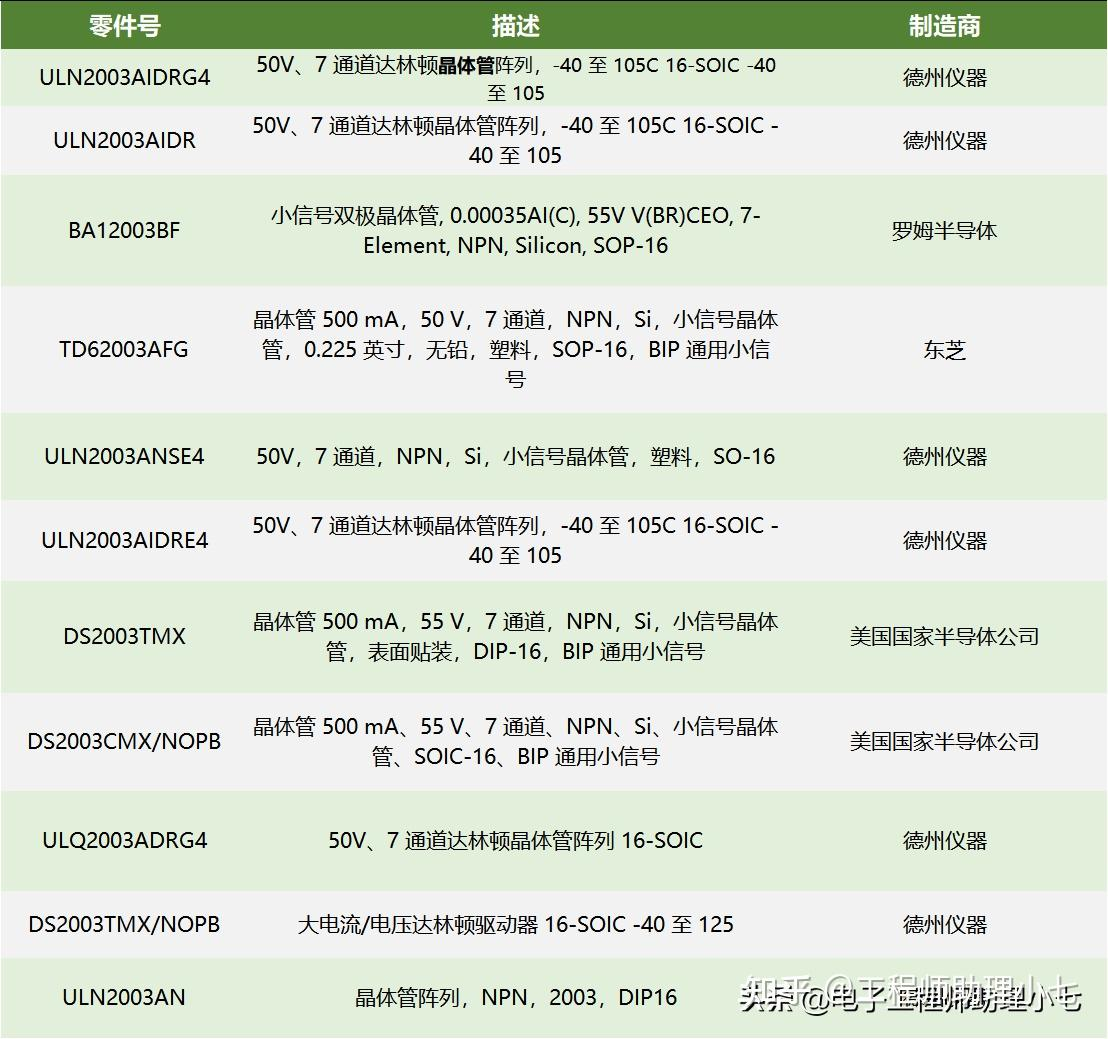 零件号 描述 制造商
ULN2003AIDRG4
50V、7 通道达林顿晶体管阵列，-40 至 105C 16-SOIC -40
至 105
德州仪器
ULN2003AIDR
50V、7 通道达林顿晶体管阵列，-40 至 105C 16-SOIC -
40 至 105
德州仪器
BA12003BF
小信号双极晶体管, 0.00035AI(C), 55V V(BR)CEO, 7-
Element, NPN, Silicon, SOP-16
罗姆半导体
TD62003AFG
晶体管 500 mA，50 V，7 通道，NPN，Si，小信号晶体
管，0.225 英寸，无铅，塑料，SOP-16，BIP 通用小信
号
东芝
ULN2003ANSE4
50V，7 通道，NPN，Si，小信号晶体管，塑料，SO-16
德州仪器
ULN2003AIDRE4
50V、7 通道达林顿晶体管阵列，-40 至 105C 16-SOIC -
40 至 105
德州仪器
DS2003TMX
晶体管 500 mA，55 V，7 通道，NPN，Si，小信号晶体
管，表面贴装，DIP-16，BIP 通用小信号
美国国家半导体公司
DS2003CMX/NOPB
晶体管 500 mA、55 V、7 通道、NPN、Si、小信号晶体
管、SOIC-16、BIP 通用小信号
美国国家半导体公司
ULQ2003ADRG4
50V、7 通道达林顿晶体管阵列 16-SOIC
德州仪器
DS2003TMX/NOPB
大电流/电压达林顿驱动器 16-SOIC -40 至 125
德州仪器
ULN2003AN
晶体管阵列，NPN，2003，DIP16
知乎 @工程师助理小七
头条 @电子工程师助理小七